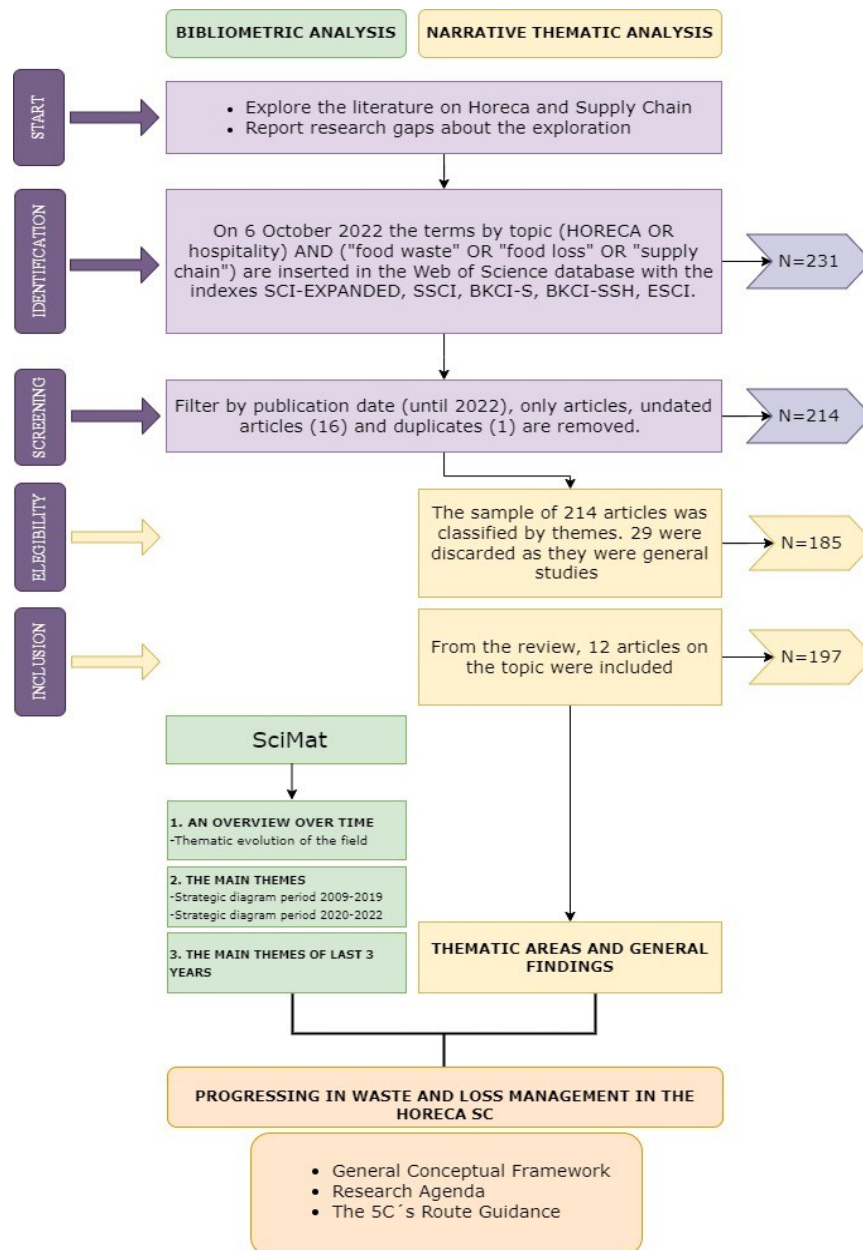 BIBLIOMETRIC ANALYSIS
NARRATIVE THEMATIC ANALYSIS
START
• Explore the literature on Horeca and Supply Chain
• Report research gaps about the exploration
IDENTIFICATION
On 6 October 2022 the terms by topic (HORECA OR
hospitality) AND ("food waste" OR "food loss" OR "supply
chain") are inserted in the Web of Science database with the
indexes SCI-EXPANDED, SSCI, BKCI-S, BKCI-SSH, ESCI.
N=231
SCREENING
Filter by publication date (until 2022), only articles, undated
articles (16) and duplicates (1) are removed.
N=214
ELEGIBILITY
The sample of 214 articles was
classified by themes. 29 were
discarded as they were general
studies
N=185
INCLUSION
From the review, 12 articles on
the topic were included
N=197
SciMat
1. AN OVERVIEW OVER TIME
-Thematic evolution of the field
2. THE MAIN THEMES
-Strategic diagram period 2009-2019
-Strategic diagram period 2020-2022
3. THE MAIN THEMES OF LAST 3
YEARS
THEMATIC AREAS AND GENERAL
FINDINGS
PROGRESSING IN WASTE AND LOSS MANAGEMENT IN THE
HORECA SC
• General Conceptual Framework
• Research Agenda
• The 5C´s Route Guidance